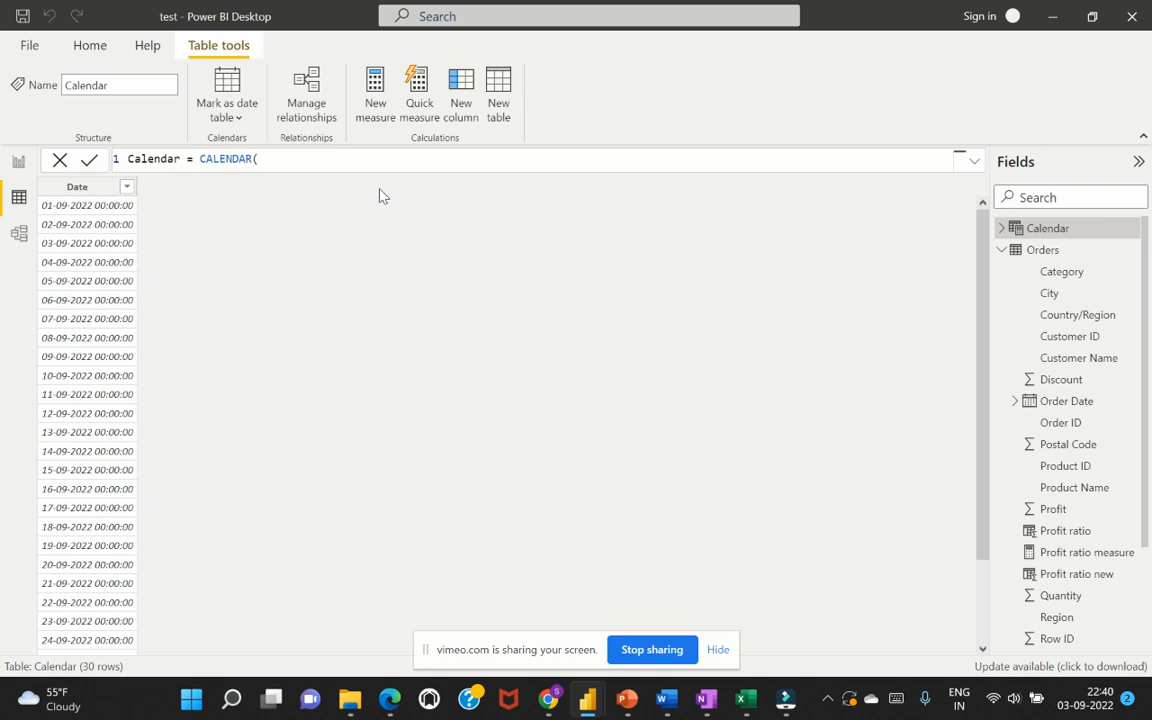 test - Power BI Desktop
Search
Sign in
File
Home
Help
Table tools
Name
Calendar
Mark as date table
Manage relationships
New measure
Quick measure
New column
New table
Structure
Calendars
Relationships
Calculations
1 Calendar = CALENDAR(
Date
01-09-2022 00:00:00
02-09-2022 00:00:00
03-09-2022 00:00:00
04-09-2022 00:00:00
05-09-2022 00:00:00
06-09-2022 00:00:00
07-09-2022 00:00:00
08-09-2022 00:00:00
09-09-2022 00:00:00
10-09-2022 00:00:00
11-09-2022 00:00:00
12-09-2022 00:00:00
13-09-2022 00:00:00
14-09-2022 00:00:00
15-09-2022 00:00:00
16-09-2022 00:00:00
17-09-2022 00:00:00
18-09-2022 00:00:00
19-09-2022 00:00:00
20-09-2022 00:00:00
21-09-2022 00:00:00
22-09-2022 00:00:00
23-09-2022 00:00:00
24-09-2022 00:00:00
Fields
Search
Calendar
Orders
Category
City
Country/Region
Customer ID
Customer Name
Discount
Order Date
Order ID
Postal Code
Product ID
Product Name
Profit
Profit ratio
Profit ratio measure
Profit ratio new
Quantity
Region
Row ID
vimeo.com is sharing your screen.
Stop sharing
Hide
Table: Calendar (30 rows)
Update available (click to download)
55°F
Cloudy
ENG
IN
22:40
03-09-2022
2